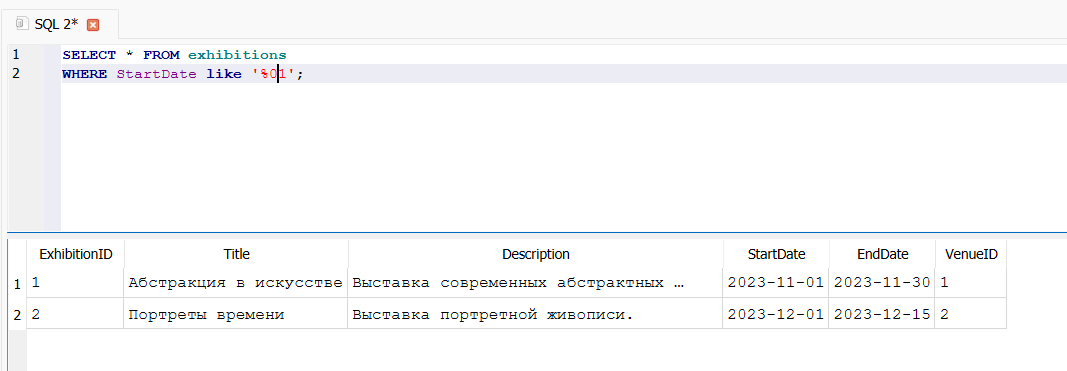 SQL 2*
1 SELECT * FROM exhibitions
2 WHERE StartDate like '%01';
ExhibitionID Title Description StartDate EndDate VenueID
1 1 Абстракция в искусстве Выставка современных абстрактных … 2023-11-01 2023-11-30 1
2 2 Портреты времени Выставка портретной живописи. 2023-12-01 2023-12-15 2